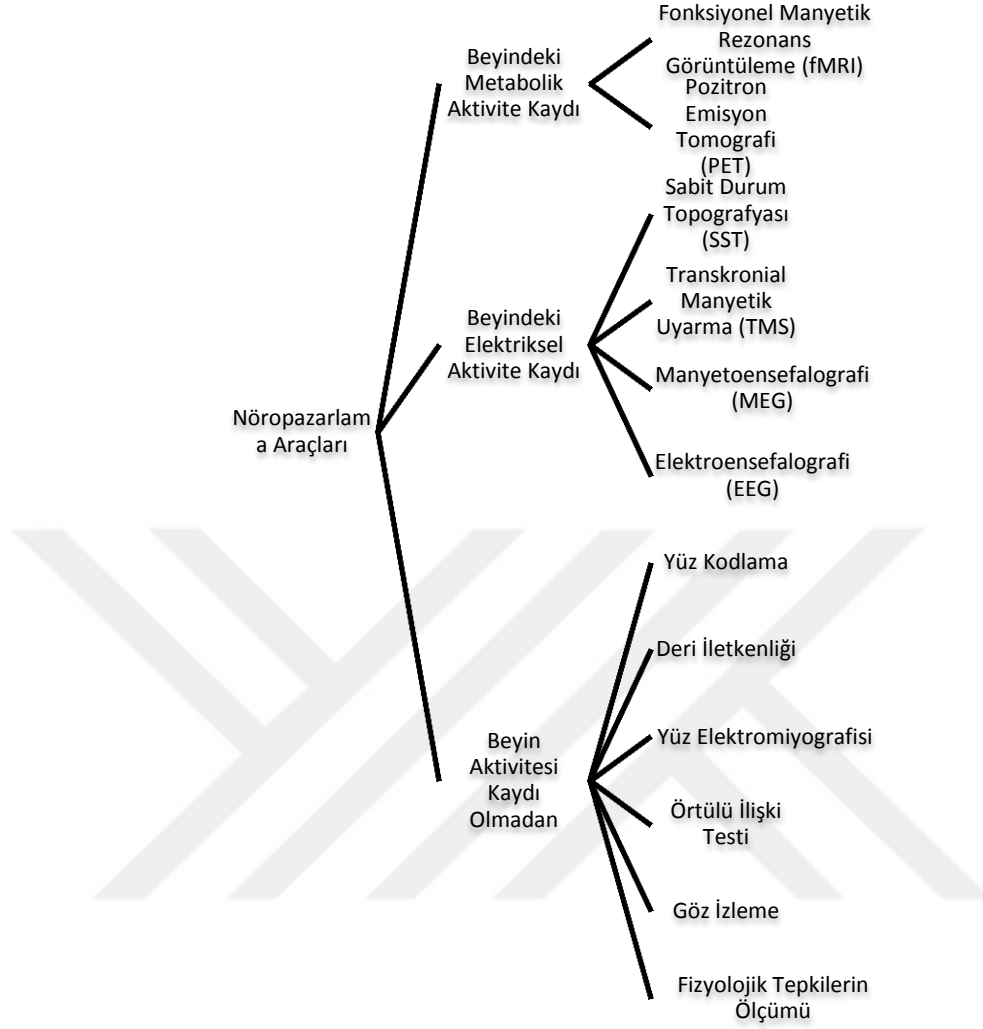 Fonksiyonel Manyetik
Rezonans
Görüntüleme (fMRI)
Beyindeki
Metabolik
Aktivite Kaydı
Pozitron
Emisyon
Tomografi
(PET)
Sabit Durum
Topografyası
(SST)
Transkronial
Manyetik
Uyarma (TMS)
Beyindeki
Elektriksel
Aktivite Kaydı
Manyetoensefalografi
(MEG)
Nöropazarlam
a Araçları
Elektroensefalografi
(EEG)
Yüz Kodlama
Deri İletkenliği
Yüz Elektromiyografisi
Beyin
Aktivitesi
Kaydı
Olmadan
Örtülü İlişki
Testi
Göz İzleme
Fizyolojik Tepkilerin
Ölçümü